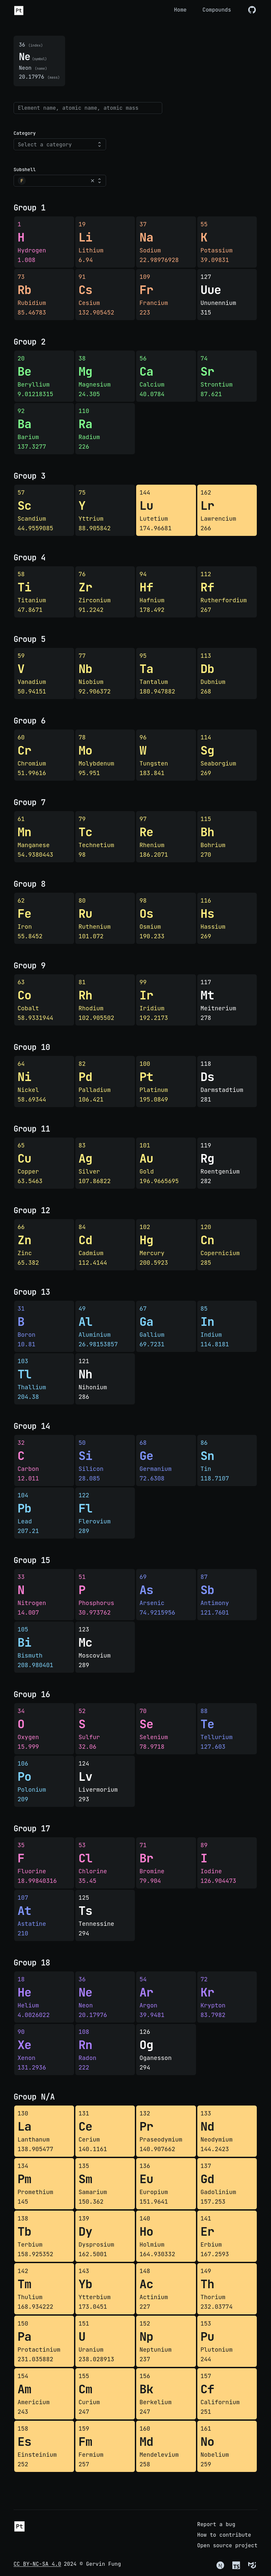 Pt
Home
Compounds
36 (index)
Ne (symbol)
Neon (name)
20.17976 (mass)
Element name, atomic name, atomic mass
Category
Select a category
Subshell
f
Group 1
1
H
Hydrogen
1.008
19
Li
Lithium
6.94
37
Na
Sodium
22.98976928
55
K
Potassium
39.09831
73
Rb
Rubidium
85.46783
91
Cs
Cesium
132.905452
109
Fr
Francium
223
127
Uue
Ununennium
315
Group 2
20
Be
Beryllium
9.01218315
38
Mg
Magnesium
24.305
56
Ca
Calcium
40.0784
74
Sr
Strontium
87.621
92
Ba
Barium
137.3277
110
Ra
Radium
226
Group 3
57
Sc
Scandium
44.9559085
75
Y
Yttrium
88.905842
144
Lu
Lutetium
174.96681
162
Lr
Lawrencium
266
Group 4
58
Ti
Titanium
47.8671
76
Zr
Zirconium
91.2242
94
Hf
Hafnium
178.492
112
Rf
Rutherfordium
267
Group 5
59
V
Vanadium
50.94151
77
Nb
Niobium
92.906372
95
Ta
Tantalum
180.947882
113
Db
Dubnium
268
Group 6
60
Cr
Chromium
51.99616
78
Mo
Molybdenum
95.951
96
W
Tungsten
183.841
114
Sg
Seaborgium
269
Group 7
61
Mn
Manganese
54.9380443
79
Tc
Technetium
98
97
Re
Rhenium
186.2071
115
Bh
Bohrium
270
Group 8
62
Fe
Iron
55.8452
80
Ru
Ruthenium
101.072
98
Os
Osmium
190.233
116
Hs
Hassium
269
Group 9
63
Co
Cobalt
58.9331944
81
Rh
Rhodium
102.905502
99
Ir
Iridium
192.2173
117
Mt
Meitnerium
278
Group 10
64
Ni
Nickel
58.69344
82
Pd
Palladium
106.421
100
Pt
Platinum
195.0849
118
Ds
Darmstadtium
281
Group 11
65
Cu
Copper
63.5463
83
Ag
Silver
107.86822
101
Au
Gold
196.9665695
119
Rg
Roentgenium
282
Group 12
66
Zn
Zinc
65.382
84
Cd
Cadmium
112.4144
102
Hg
Mercury
200.5923
120
Cn
Copernicium
285
Group 13
31
B
Boron
10.81
49
Al
Aluminium
26.98153857
67
Ga
Gallium
69.7231
85
In
Indium
114.8181
103
Tl
Thallium
204.38
121
Nh
Nihonium
286
Group 14
32
C
Carbon
12.011
50
Si
Silicon
28.085
68
Ge
Germanium
72.6308
86
Sn
Tin
118.7107
104
Pb
Lead
207.21
122
Fl
Flerovium
289
Group 15
33
N
Nitrogen
14.007
51
P
Phosphorus
30.973762
69
As
Arsenic
74.9215956
87
Sb
Antimony
121.7601
105
Bi
Bismuth
208.980401
123
Mc
Moscovium
289
Group 16
34
O
Oxygen
15.999
52
S
Sulfur
32.06
70
Se
Selenium
78.9718
88
Te
Tellurium
127.603
106
Po
Polonium
209
124
Lv
Livermorium
293
Group 17
35
F
Fluorine
18.99840316
53
Cl
Chlorine
35.45
71
Br
Bromine
79.904
89
I
Iodine
126.904473
107
At
Astatine
210
125
Ts
Tennessine
294
Group 18
18
He
Helium
4.0026022
36
Ne
Neon
20.17976
54
Ar
Argon
39.9481
72
Kr
Krypton
83.7982
90
Xe
Xenon
131.2936
108
Rn
Radon
222
126
Og
Oganesson
294
Group N/A
130
La
Lanthanum
138.905477
131
Ce
Cerium
140.1161
132
Pr
Praseodymium
140.907662
133
Nd
Neodymium
144.2423
134
Pm
Promethium
145
135
Sm
Samarium
150.362
136
Eu
Europium
151.9641
137
Gd
Gadolinium
157.253
138
Tb
Terbium
158.925352
139
Dy
Dysprosium
162.5001
140
Ho
Holmium
164.930332
141
Er
Erbium
167.2593
142
Tm
Thulium
168.934222
143
Yb
Ytterbium
173.0451
148
Ac
Actinium
227
149
Th
Thorium
232.03774
150
Pa
Protactinium
231.035882
151
U
Uranium
238.028913
152
Np
Neptunium
237
153
Pu
Plutonium
244
154
Am
Americium
243
155
Cm
Curium
247
156
Bk
Berkelium
247
157
Cf
Californium
251
158
Es
Einsteinium
252
159
Fm
Fermium
257
160
Md
Mendelevium
258
161
No
Nobelium
259
Pt
Report a bug
How to contribute
Open source project
CC BY-NC-SA 4.0 2024 © Gervin Fung